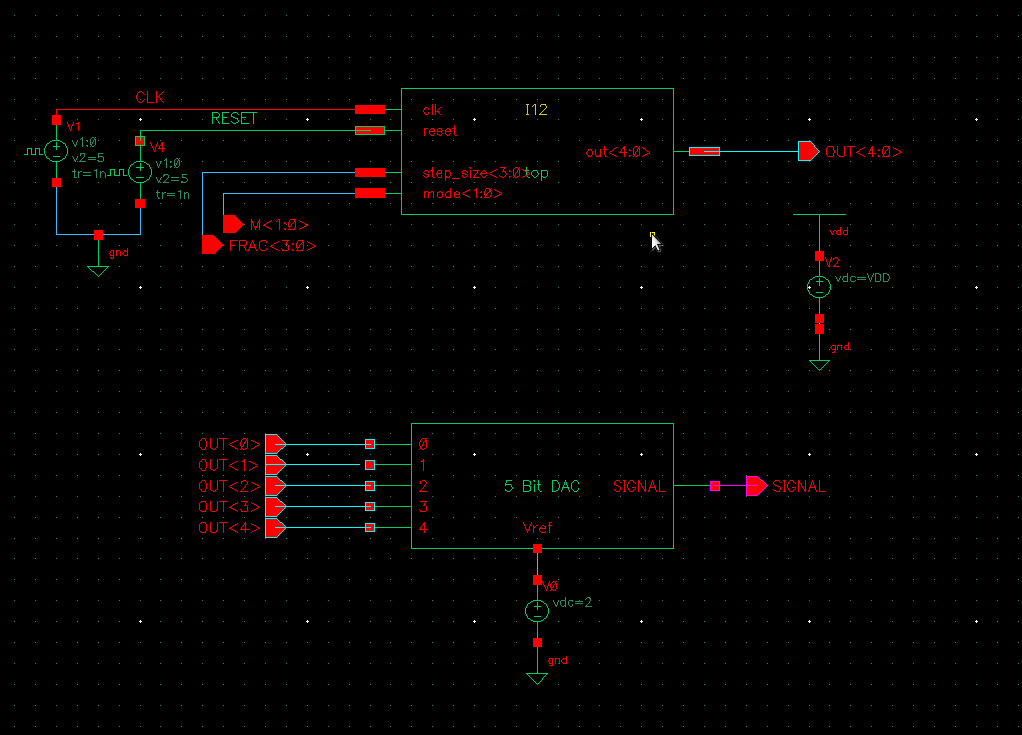 CLK
V1
v1:0
v2=5
tr=1n
RESET
V4
v1:0
v2=5
tr=1n
gnd
clk
reset
step_size<3:0>
mode<1:0>
I12
top
out<4:0>
OUT<4:0>
M<1:0>
FRAC<3:0>
vdd
V2
vdc=VDD
gnd
OUT<0>
OUT<1>
OUT<2>
OUT<3>
OUT<4>
0
1
2
3
4
5 Bit DAC
SIGNAL
SIGNAL
Vref
V0
vdc=2
gnd